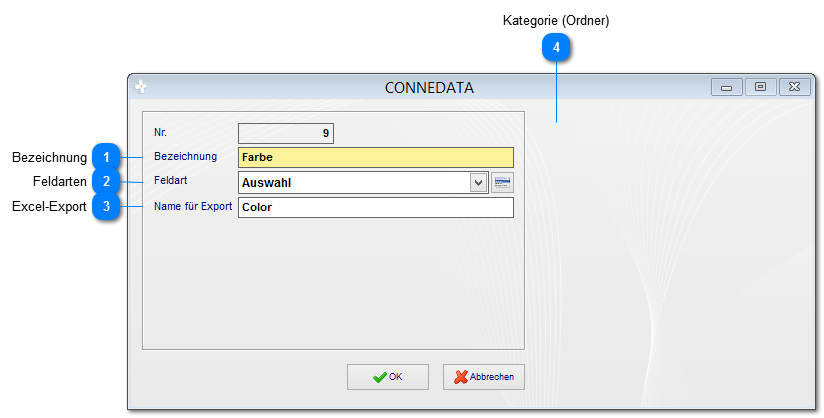 Kategorie (Ordner)
4
CONNEDATA
Nr. 9
Bezeichnung 1 Bezeichnung Farbe
Feldarten 2 Feldart Auswahl
Excel-Export 3 Name für Export Color
OK Abbrechen